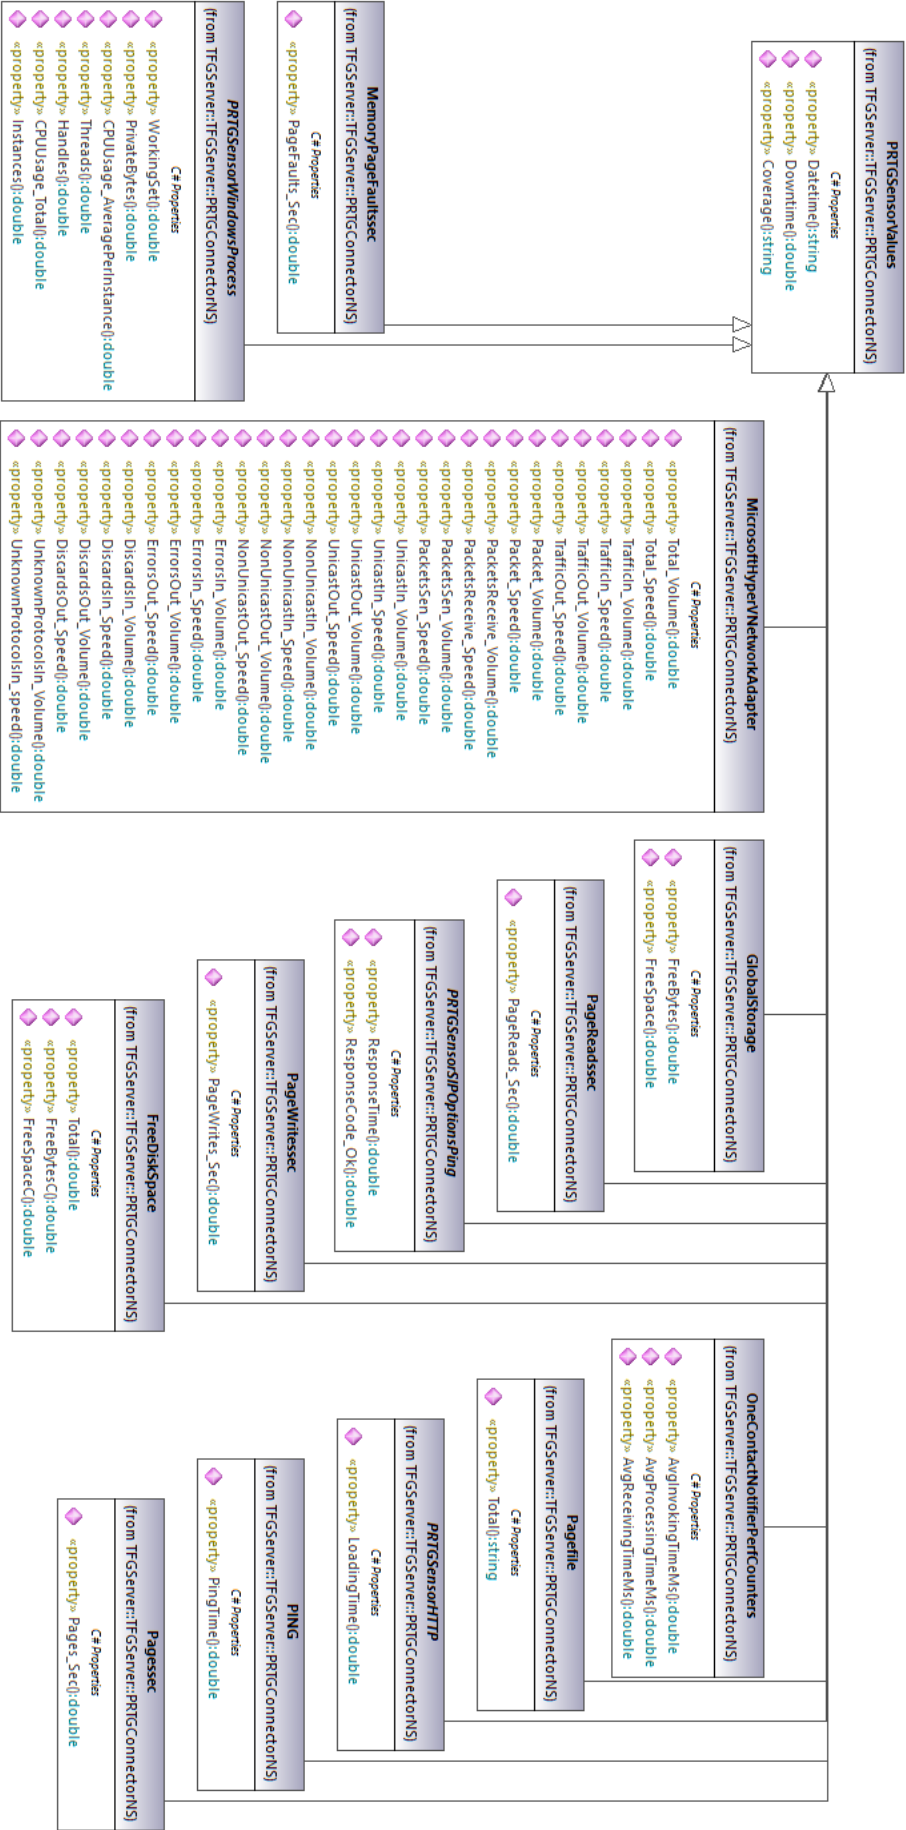 PRTGSensorValues
(from TFGServer::TFGServer::PRTGConnectorNS)
C# Properties
«property» Datetime():string
«property» Downtime():double
«property» Coverage():string
MemoryPageFaultssec
(from TFGServer::TFGServer::PRTGConnectorNS)
C# Properties
«property» PageFaults_Sec():double
PRTGSensorWindowsProcess
(from TFGServer::TFGServer::PRTGConnectorNS)
C# Properties
«property» WorkingSet():double
«property» PrivateBytes():double
«property» CPUUsage_AveragePerInstance():double
«property» Threads():double
«property» Handles():double
«property» CPUUsage_Total():double
«property» Instances():double
MicrosoftHyperVNetworkAdapter
(from TFGServer::TFGServer::PRTGConnectorNS)
C# Properties
«property» Total_Volume():double
«property» Total_Speed():double
«property» TrafficIn_Volume():double
«property» TrafficIn_Speed():double
«property» TrafficOut_Volume():double
«property» TrafficOut_Speed():double
«property» Packet_Volume():double
«property» Packet_Speed():double
«property» PacketsReceive_Volume():double
«property» PacketsReceive_Speed():double
«property» PacketsSen_Volume():double
«property» PacketsSen_Speed():double
«property» UnicastIn_Volume():double
«property» UnicastIn_Speed():double
«property» UnicastOut_Volume():double
«property» UnicastOut_Speed():double
«property» NonUnicastIn_Volume():double
«property» NonUnicastIn_Speed():double
«property» NonUnicastOut_Volume():double
«property» NonUnicastOut_Speed():double
«property» ErrorsIn_Volume():double
«property» ErrorsIn_Speed():double
«property» ErrorsOut_Volume():double
«property» ErrorsOut_Speed():double
«property» DiscardsIn_Volume():double
«property» DiscardsIn_Speed():double
«property» DiscardsOut_Volume():double
«property» DiscardsOut_Speed():double
«property» UnknownProtocolsIn_Volume():double
«property» UnknownProtocolsIn_speed():double
GlobalStorage
(from TFGServer::TFGServer::PRTGConnectorNS)
C# Properties
«property» FreeBytes():double
«property» FreeSpace():double
PageReadssec
(from TFGServer::TFGServer::PRTGConnectorNS)
C# Properties
«property» PageReads_Sec():double
PRTGSensorSIPOptionsPing
(from TFGServer::TFGServer::PRTGConnectorNS)
C# Properties
«property» ResponseTime():double
«property» ResponseCode_Ok():double
PageWritessec
(from TFGServer::TFGServer::PRTGConnectorNS)
C# Properties
«property» PageWrites_Sec():double
FreeDiskSpace
(from TFGServer::TFGServer::PRTGConnectorNS)
C# Properties
«property» Total():double
«property» FreeBytesC():double
«property» FreeSpaceC():double
OneContactNotifierPerfCounters
(from TFGServer::TFGServer::PRTGConnectorNS)
C# Properties
«property» AvgInvokingTimeMs():double
«property» AvgProcessingTimeMs():double
«property» AvgReceivingTimeMs():double
Pagefile
(from TFGServer::TFGServer::PRTGConnectorNS)
C# Properties
«property» Total():string
PRTGSensorHTTP
(from TFGServer::TFGServer::PRTGConnectorNS)
C# Properties
«property» LoadingTime():double
PING
(from TFGServer::TFGServer::PRTGConnectorNS)
C# Properties
«property» PingTime():double
Pagessec
(from TFGServer::TFGServer::PRTGConnectorNS)
C# Properties
«property» Pages_Sec():double